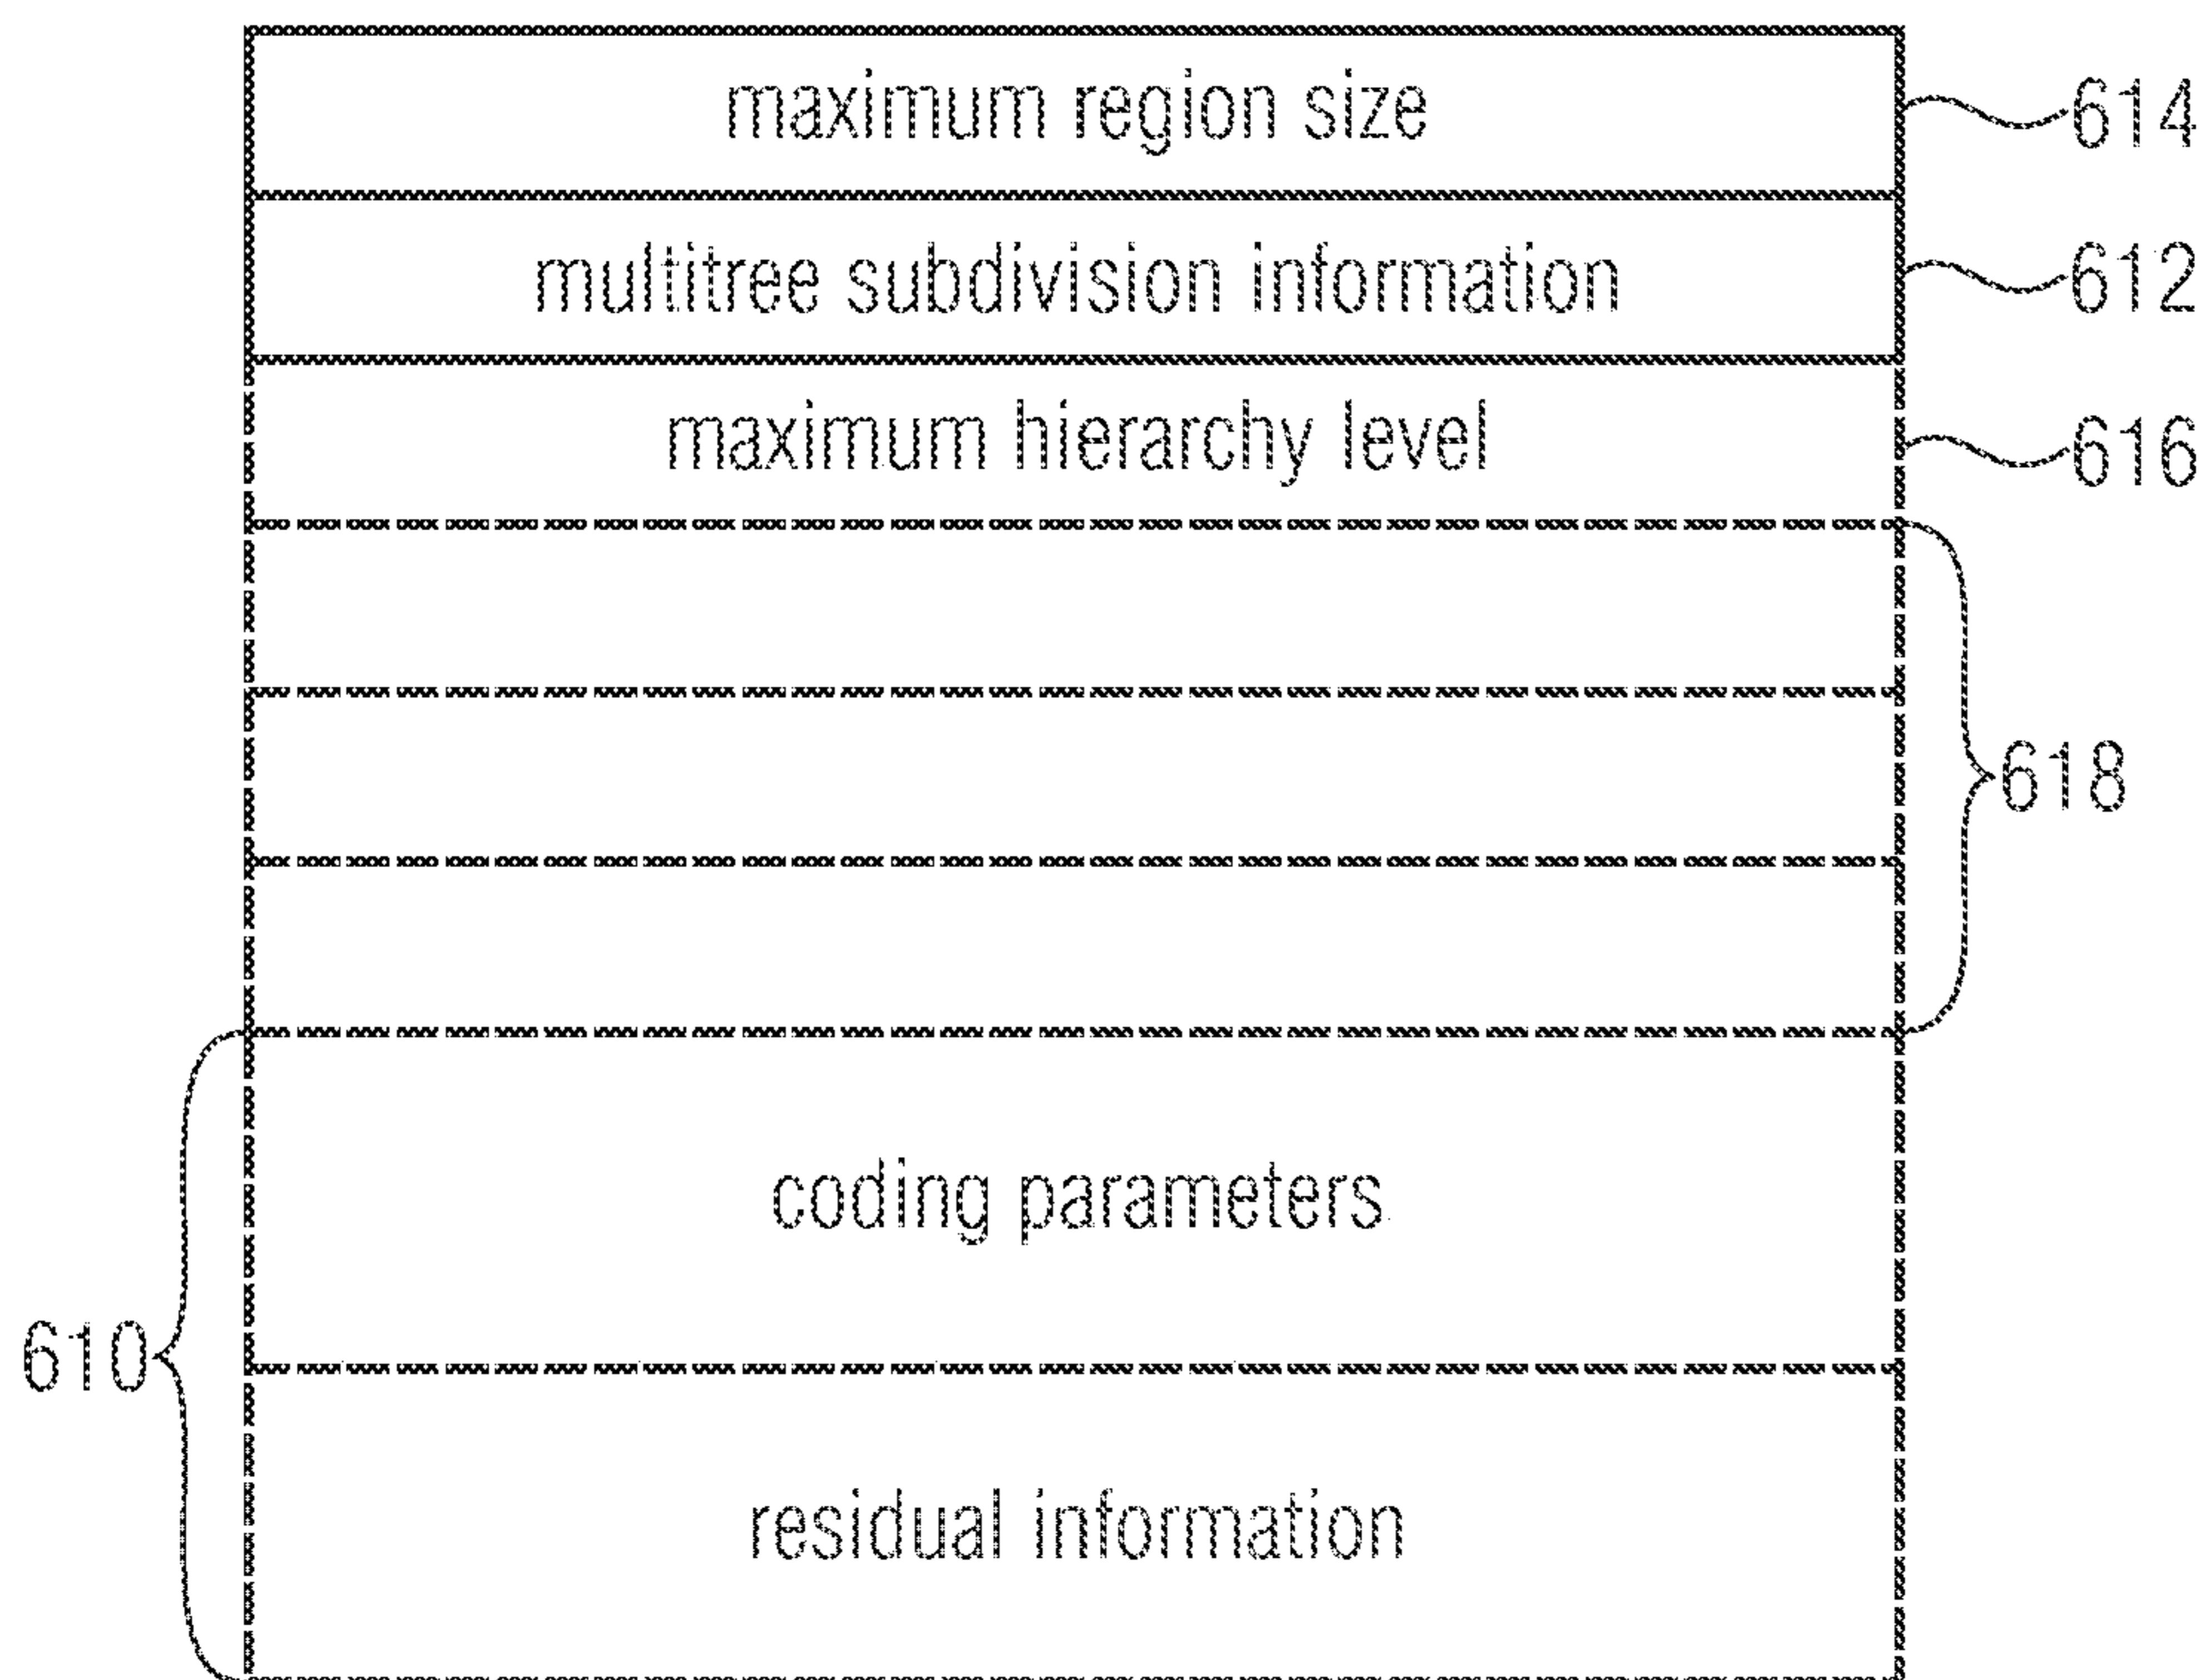 maximum region size 614
multitree subdivision information 612
maximum hierarchy level 616
618
coding parameters
610
residual information